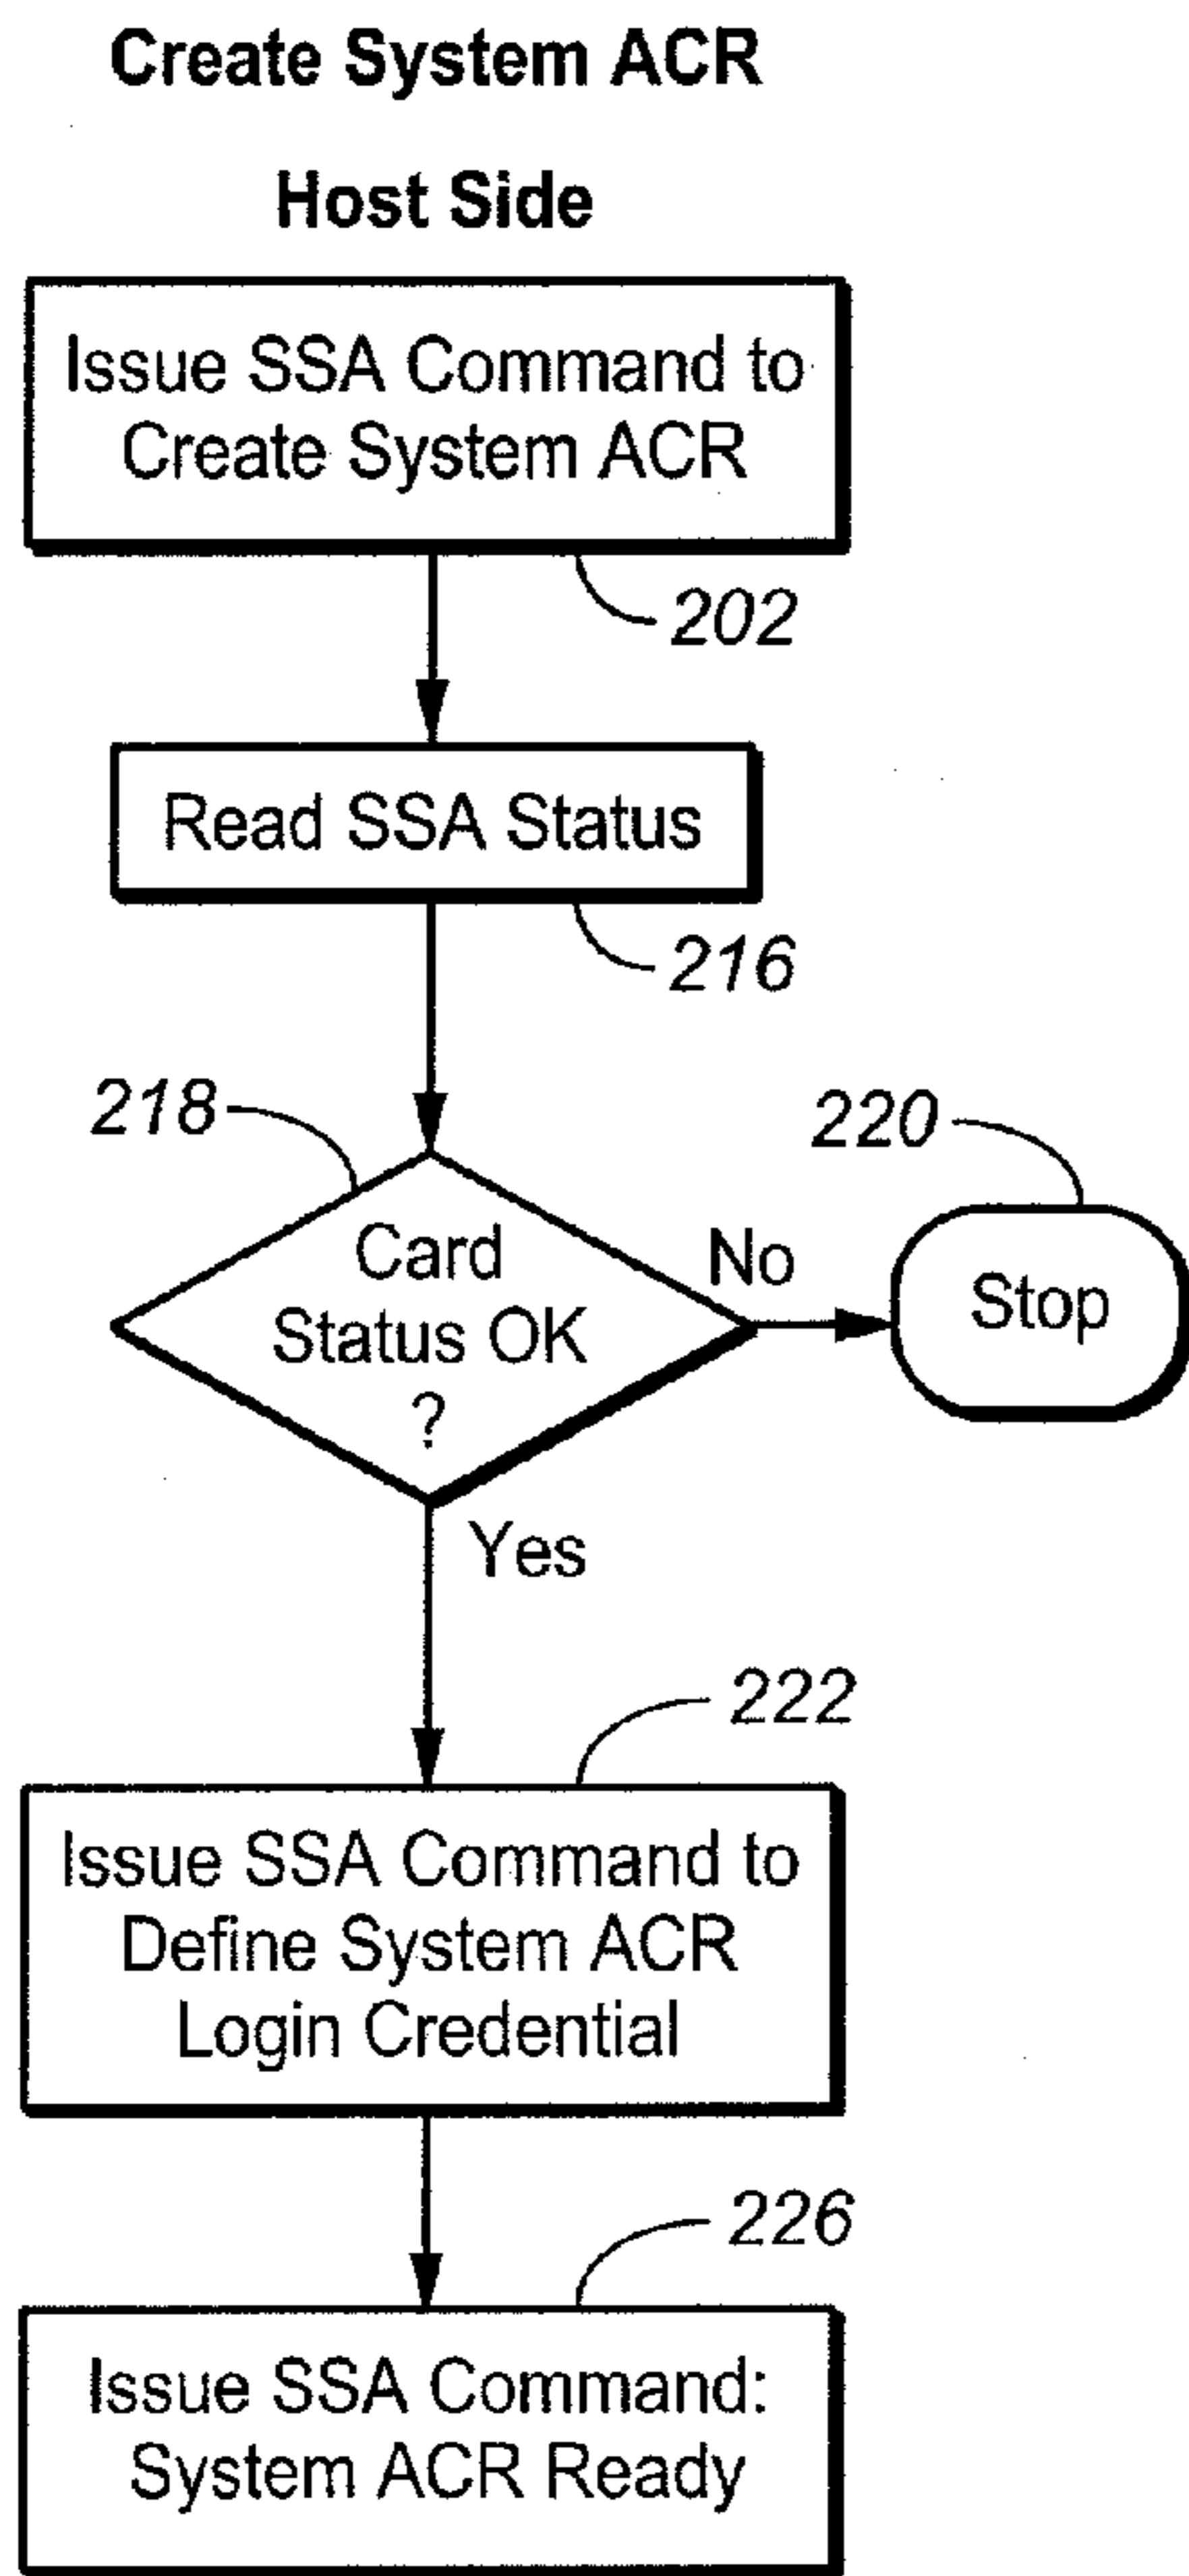 Create System ACR
Host Side
Issue SSA Command to
Create System ACR
202
Read SSA Status
216
218
220
Card
Status OK
?
No
Stop
Yes
222
Issue SSA Command to
Define System ACR
Login Credential
226
Issue SSA Command:
System ACR Ready